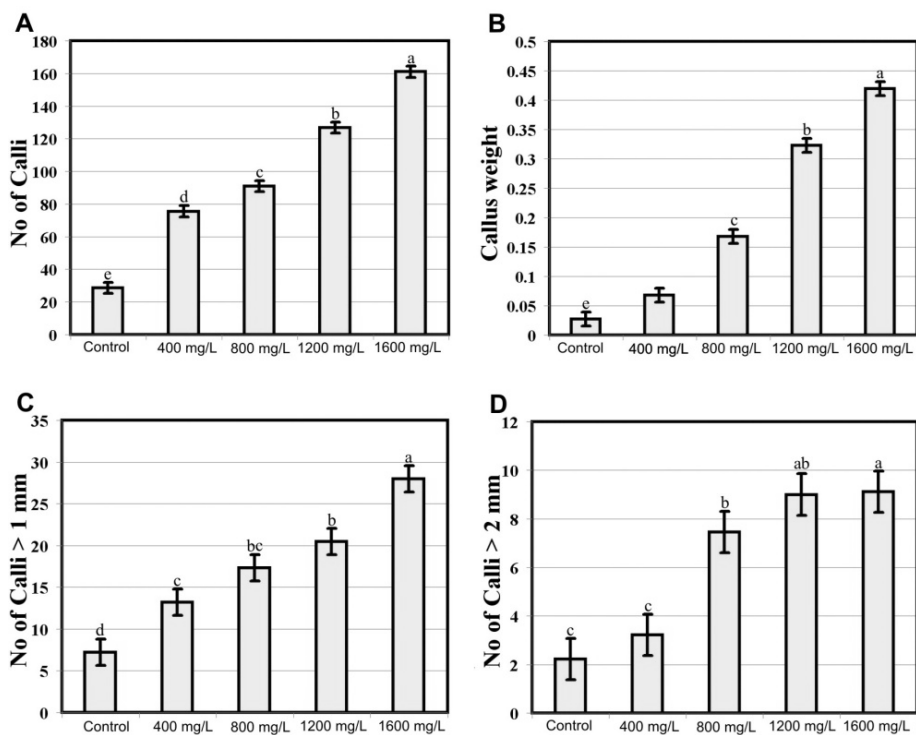 A
No of Calli
180
160
140
120
100
80
60
40
20
0
e
d
c
b
a
Control 400 mg/L 800 mg/L 1200 mg/L 1600 mg/L
B
Callus weight
0.5
0.45
0.4
0.35
0.3
0.25
0.2
0.15
0.1
0.05
0
e
c
b
a
Control 400 mg/L 800 mg/L 1200 mg/L 1600 mg/L
C
No of Calli > 1 mm
35
30
25
20
15
10
5
0
d
c
bc
b
a
Control 400 mg/L 800 mg/L 1200 mg/L 1600 mg/L
D
No of Calli > 2 mm
12
10
8
6
4
2
0
c
c
b
ab
a
Control 400 mg/L 800 mg/L 1200 mg/L 1600 mg/L